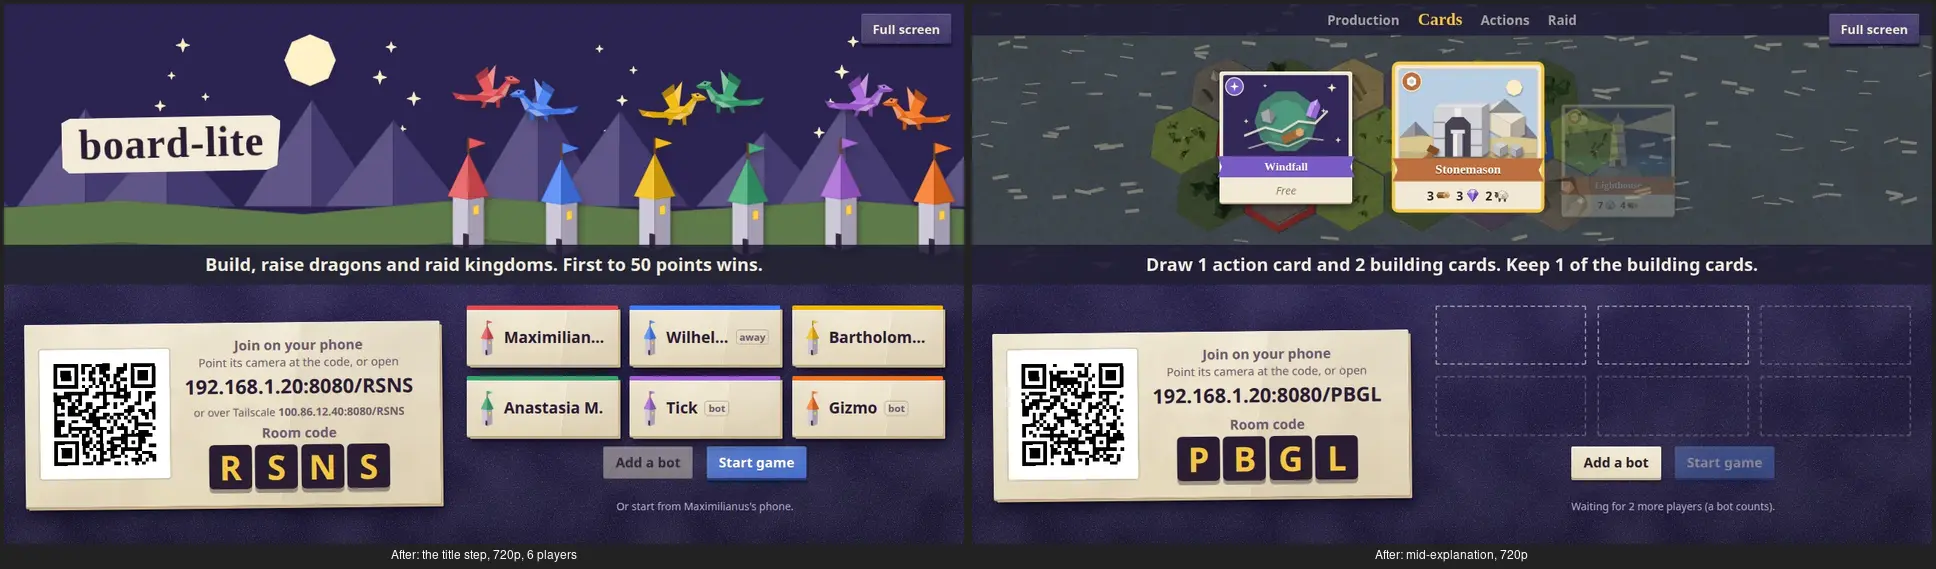 Full screen
board-lite
Build, raise dragons and raid kingdoms. First to 50 points wins.
Join on your phone
Point its camera at the code, or open
192.168.1.20:8080/RSNS
or over Tailscale 100.86.12.40:8080/RSNS
Room code
R S N S
Maximilian...
Wilhel... away
Bartholom...
Anastasia M.
Tick bot
Gizmo bot
Add a bot
Start game
Or start from Maximilianus's phone.
After: the title step, 720p, 6 players
Production Cards Actions Raid
Full screen
Windfall
Free
Stonemason
3 3 2
Lighthouse
7 4
Draw 1 action card and 2 building cards. Keep 1 of the building cards.
Join on your phone
Point its camera at the code, or open
192.168.1.20:8080/PBGL
Room code
P B G L
Add a bot
Start game
Waiting for 2 more players (a bot counts).
After: mid-explanation, 720p